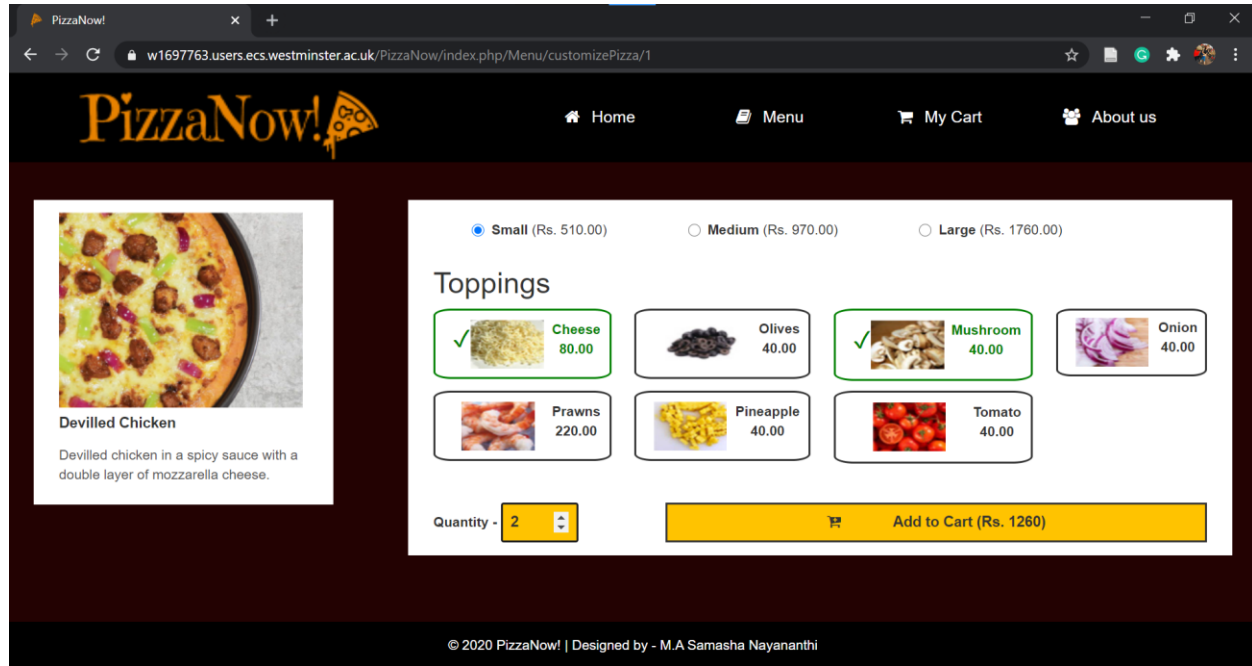 PizzaNow!
w1697763.users.ecs.westminster.ac.uk/PizzaNow/index.php/Menu/customizePizza/1
PizzaNow!
Home
Menu
My Cart
About us
Small (Rs. 510.00)
Medium (Rs. 970.00)
Large (Rs. 1760.00)
Toppings
Cheese
80.00
Olives
40.00
Mushroom
40.00
Onion
40.00
Prawns
220.00
Pineapple
40.00
Tomato
40.00
Devilled Chicken
Devilled chicken in a spicy sauce with a
double layer of mozzarella cheese.
Quantity - 2
Add to Cart (Rs. 1260)
© 2020 PizzaNow! | Designed by - M.A Samasha Nayananthi